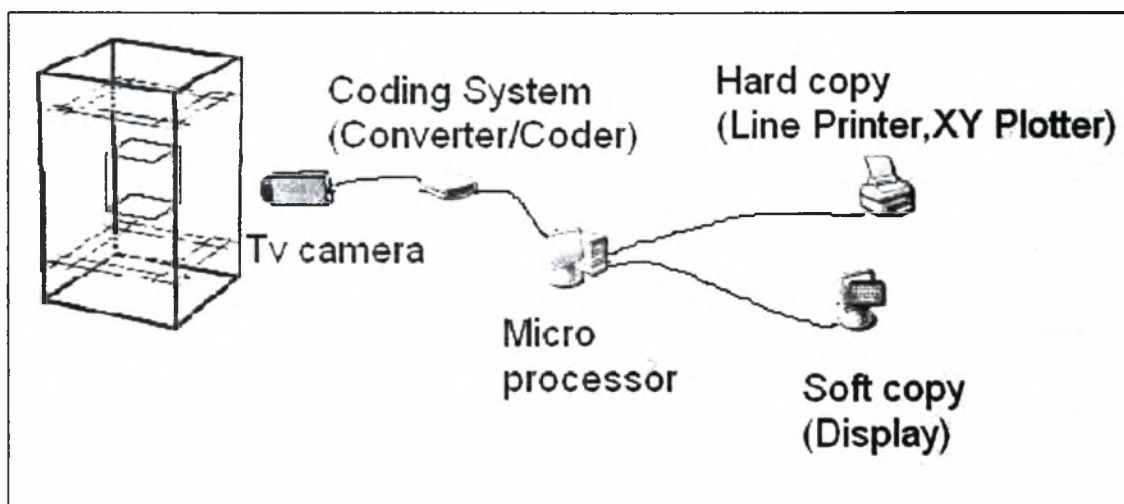 Coding System
(Converter/Coder)
Hard copy
(Line Printer,XY Plotter)
Tv camera
Micro
processor
Soft copy
(Display)